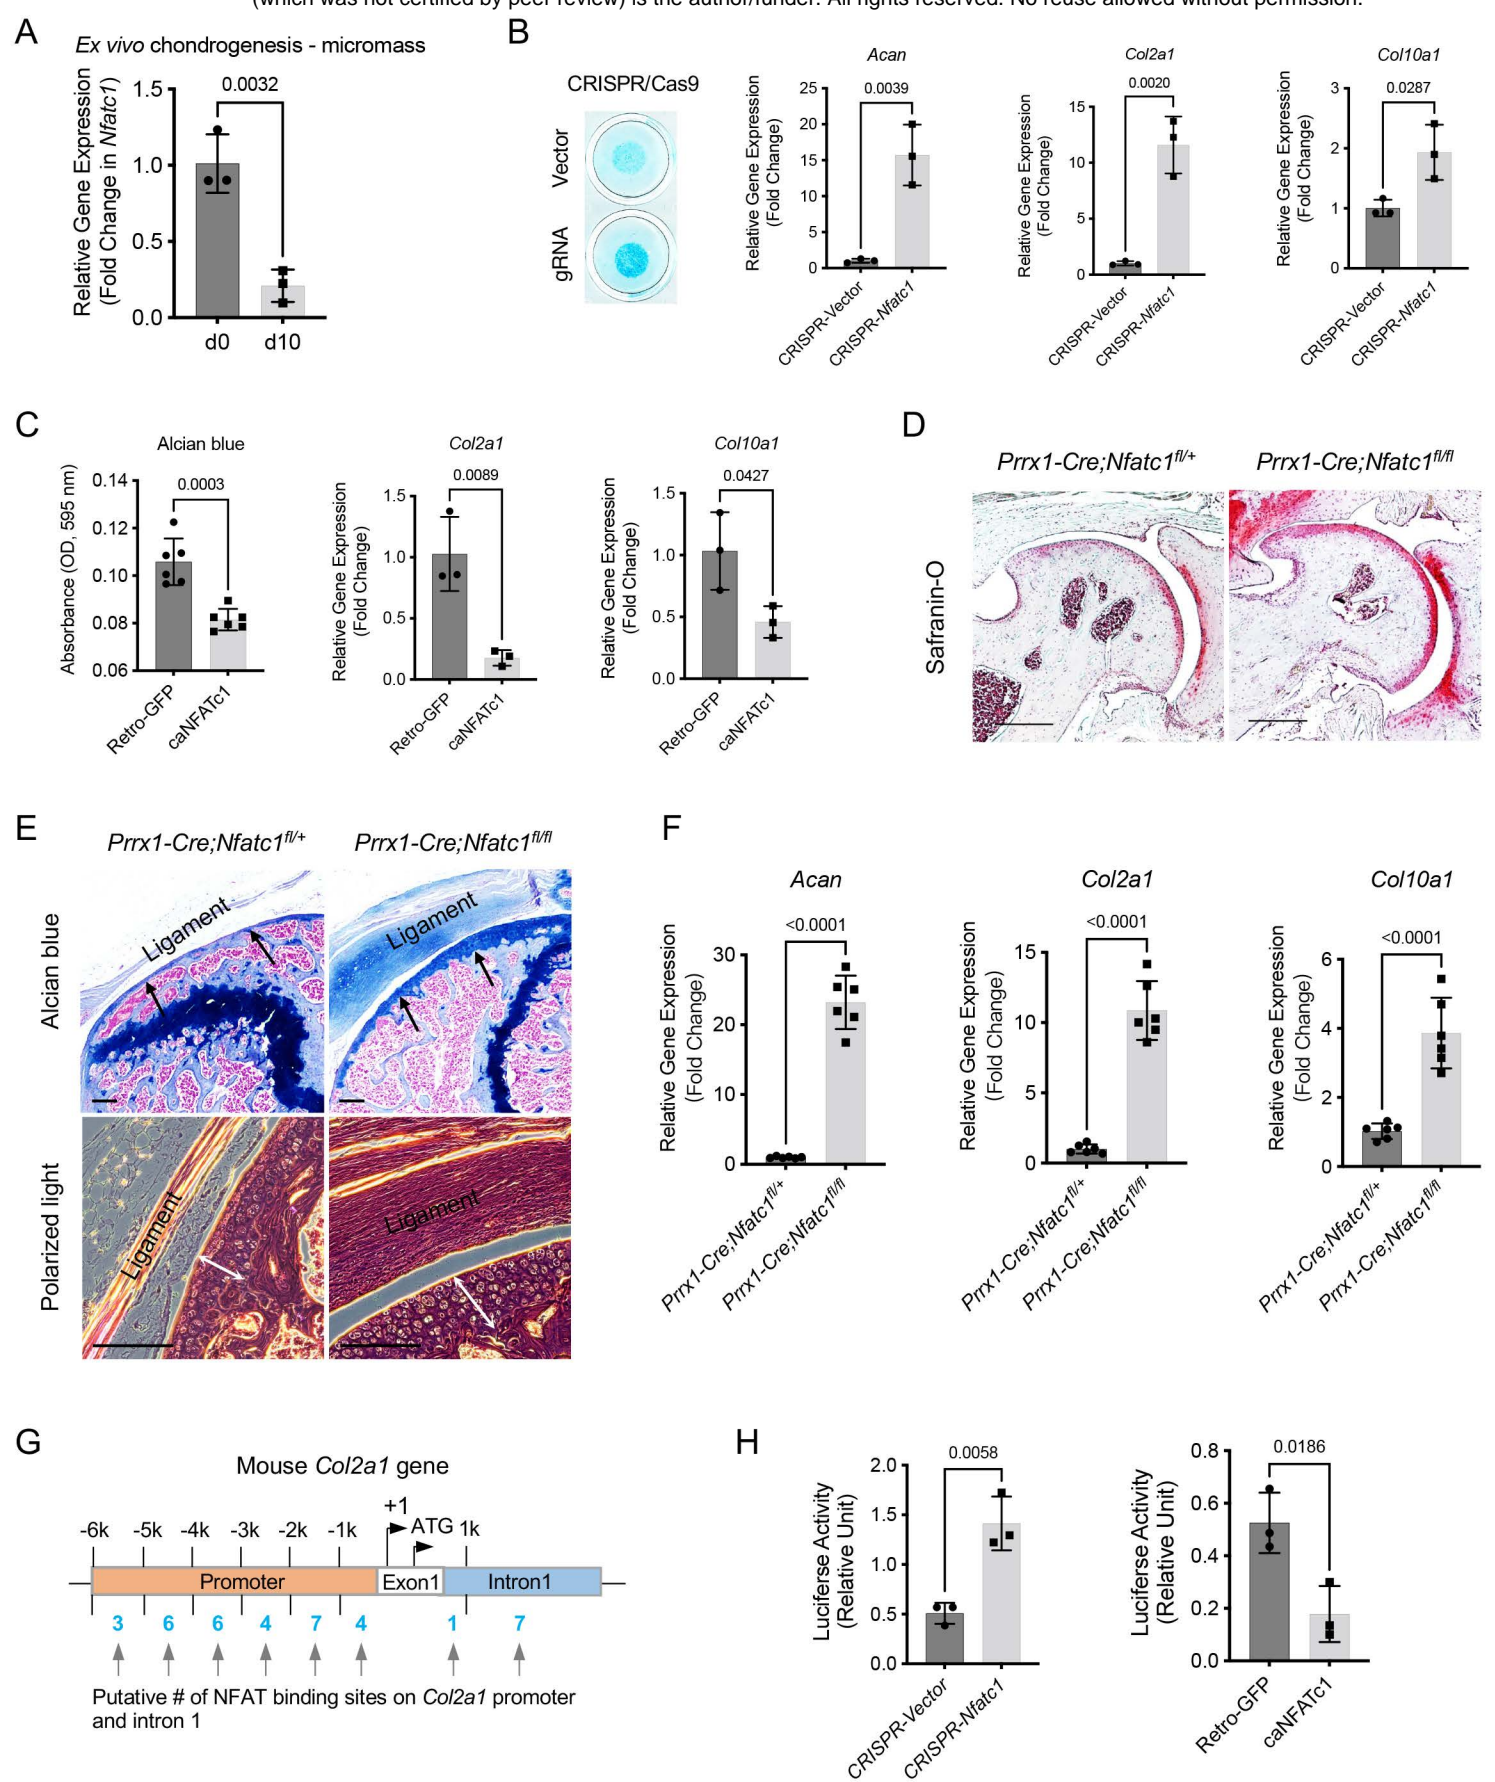 (which was not certified by peer review) is the author/funder. All rights reserved. No reuse allowed without permission.
A
Ex vivo chondrogenesis - micromass
Relative Gene Expression
(Fold Change in Nfatc1)
1.5
1.0
0.5
0.0
0.0032
d0
d10
B
CRISPR/Cas9
Vector
gRNA
Acan
Relative Gene Expression
(Fold Change)
25
20
15
10
5
0
0.0039
CRISPR-Vector
CRISPR-Nfatc1
Col2a1
Relative Gene Expression
(Fold Change)
15
10
5
0
0.0020
CRISPR-Vector
CRISPR-Nfatc1
Col10a1
Relative Gene Expression
(Fold Change)
3
2
1
0
0.0287
CRISPR-Vector
CRISPR-Nfatc1
C
Alcian blue
Absorbance (OD, 595 nm)
0.14
0.12
0.10
0.08
0.06
0.0003
Retro-GFP
caNFATc1
Col2a1
Relative Gene Expression
(Fold Change)
1.5
1.0
0.5
0.0
0.0089
Retro-GFP
caNFATc1
Col10a1
Relative Gene Expression
(Fold Change)
1.5
1.0
0.5
0.0
0.0427
Retro-GFP
caNFATc1
D
Prrx1-Cre;Nfatc1fl/+
Prrx1-Cre;Nfatc1fl/fl
Safranin-O
E
Prrx1-Cre;Nfatc1fl/+
Prrx1-Cre;Nfatc1fl/fl
Alcian blue
Ligament
Ligament
Polarized light
Ligament
Ligament
F
Acan
Relative Gene Expression
(Fold Change)
30
20
10
0
<0.0001
Prrx1-Cre;Nfatc1fl/+
Prrx1-Cre;Nfatc1fl/fl
Col2a1
Relative Gene Expression
(Fold Change)
15
10
5
0
<0.0001
Prrx1-Cre;Nfatc1fl/+
Prrx1-Cre;Nfatc1fl/fl
Col10a1
Relative Gene Expression
(Fold Change)
6
4
2
0
<0.0001
Prrx1-Cre;Nfatc1fl/+
Prrx1-Cre;Nfatc1fl/fl
G
Mouse Col2a1 gene
+1
-6k -5k -4k -3k -2k -1k ATG 1k
Promoter Exon1 Intron1
3 6 6 4 7 4 1 7
Putative # of NFAT binding sites on Col2a1 promoter
and intron 1
H
Luciferse Activity
(Relative Unit)
2.0
1.5
1.0
0.5
0.0
0.0058
CRISPR-Vector
CRISPR-Nfatc1
Luciferse Activity
(Relative Unit)
0.8
0.6
0.4
0.2
0.0
0.0186
Retro-GFP
caNFATc1